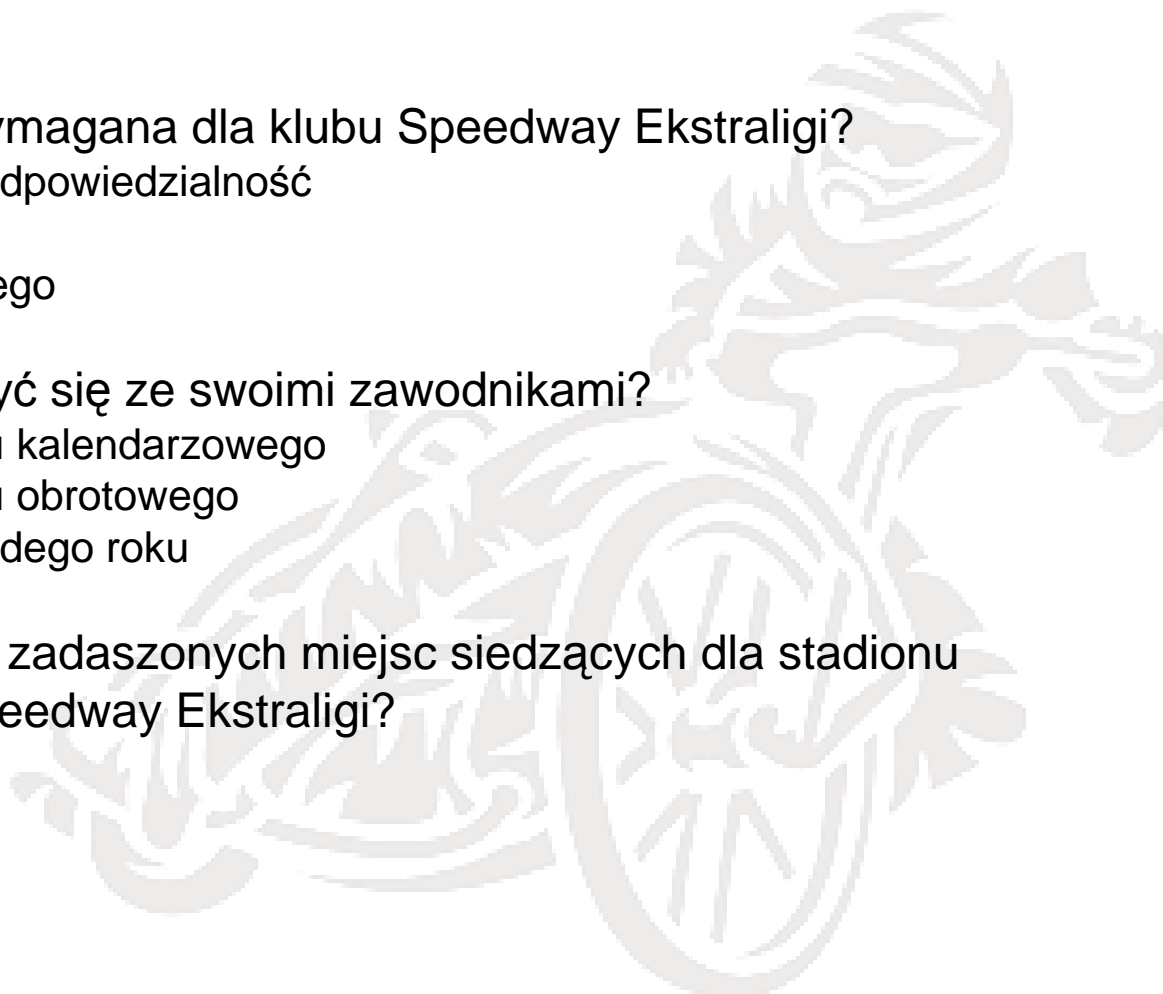 ymagana dla klubu Speedway Ekstraligi?
dpowiedzialność
ego
yć się ze swoimi zawodnikami?
u kalendarzowego
u obrotowego
dego roku
zadaszonych miejsc siedzących dla stadionu
eedway Ekstraligi?